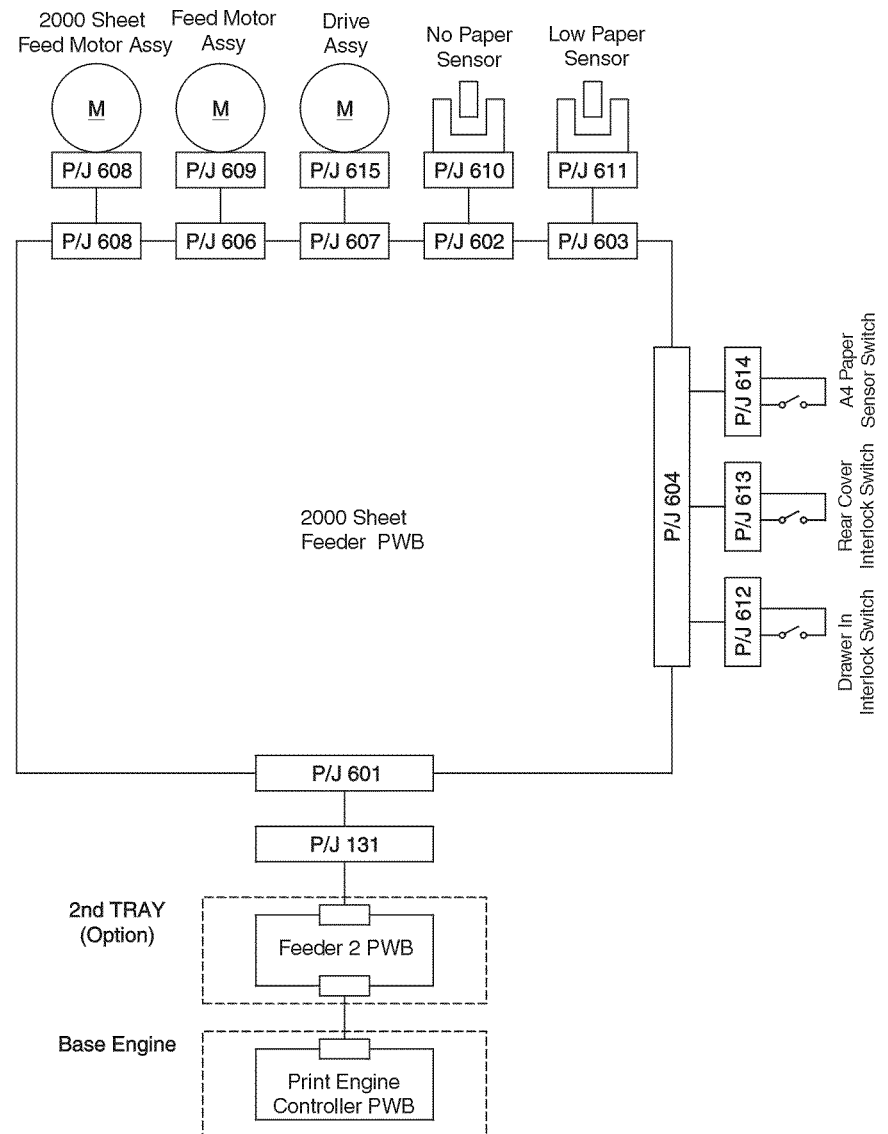 2000 Sheet
Feed Motor Assy
Feed Motor
Assy
Drive
Assy
No Paper
Sensor
Low Paper
Sensor
M
M
M
P/J 608
P/J 609
P/J 615
P/J 610
P/J 611
P/J 608
P/J 606
P/J 607
P/J 602
P/J 603
P/J 604
P/J 614
A4 Paper
Sensor Switch
P/J 613
Rear Cover
Interlock Switch
P/J 612
Drawer In
Interlock Switch
2000 Sheet
Feeder PWB
P/J 601
P/J 131
2nd TRAY
(Option)
Feeder 2 PWB
Base Engine
Print Engine
Controller PWB